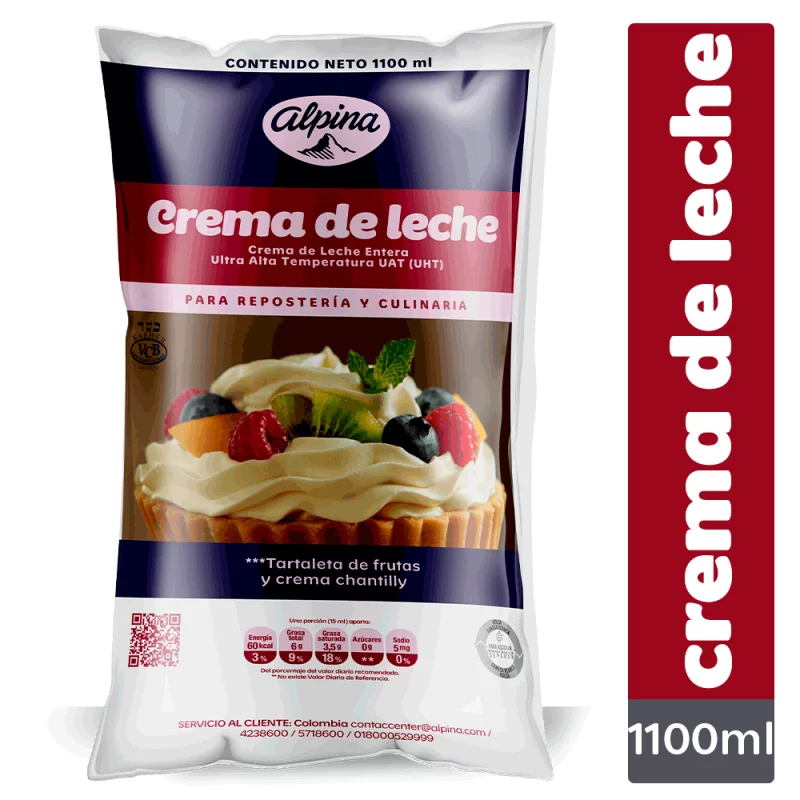 CONTENIDO NETO 1100 ml
alpina
Crema de leche
Crema de Leche Entera
Ultra Alta Temperatura UAT (UHT)
PARA REPOSTERÍA Y CULINARIA
VCB
***Tartaleta de frutas
y crema chantilly
Una porción (15 ml) aporta:
Energía 60 kcal 3 %
Grasa total 6 g 9 %
Grasa saturada 3,5 g 18 %
Azúcares 0 g **
Sodio 5 mg 0 %
Del porcentaje del valor diario recomendado.
** No existe Valor Diario de Referencia.
SERVICIO AL CLIENTE: Colombia contaccenter@alpina.com /
4238600 / 5718600 / 018000529999
crema de leche
1100ml